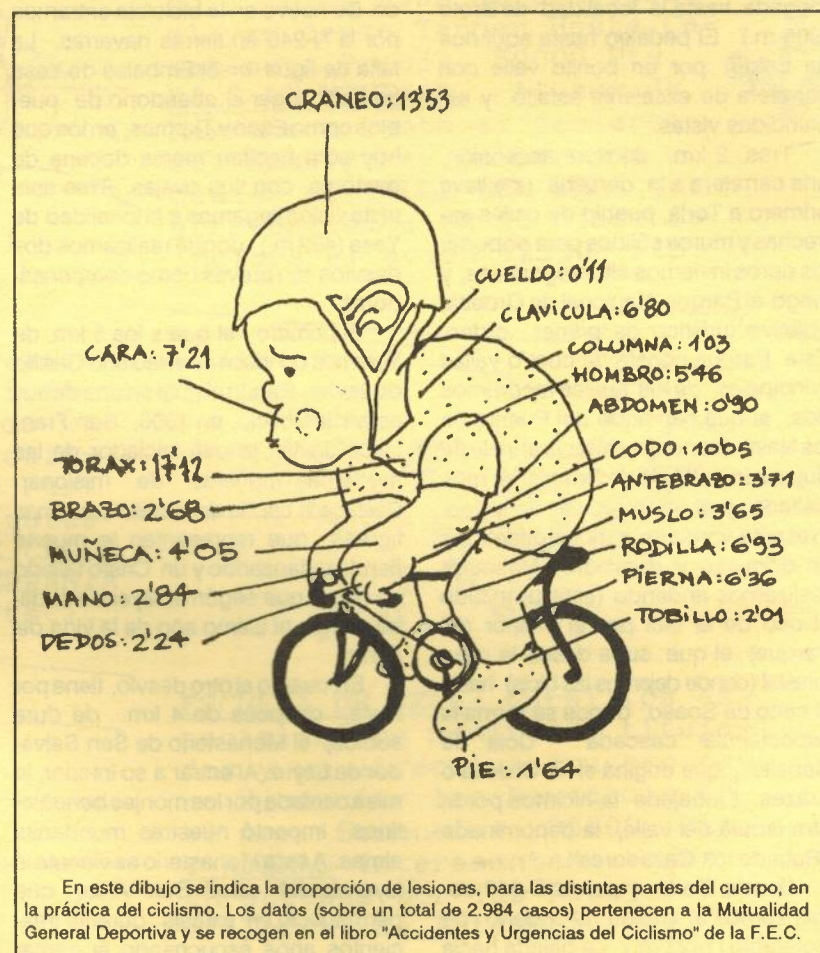 CRANEO: 13'53
CUELLO: 0'11
CLAVÍCULA: 6'80
CARA: 7'21
COLUMNA: 1'03
HOMBRO: 5'46
ABDOMEN: 0'90
TORAX: 17'12
CODO: 10'05
ANTEBRAZO: 3'71
BRAZO: 2'68
MUSLO: 3'65
MUÑECA: 4'05
RODILLA: 6'93
MANO: 2'84
PIERNA: 6'36
DEDOS: 2'24
TOBILLO: 2'01
PIE: 1'64
En este dibujo se indica la proporción de lesiones, para las distintas partes del cuerpo, en
la práctica del ciclismo. Los datos (sobre un total de 2.984 casos) pertenecen a la Mutualidad
General Deportiva y se recogen en el libro "Accidentes y Urgencias del Ciclismo" de la F.E.C.